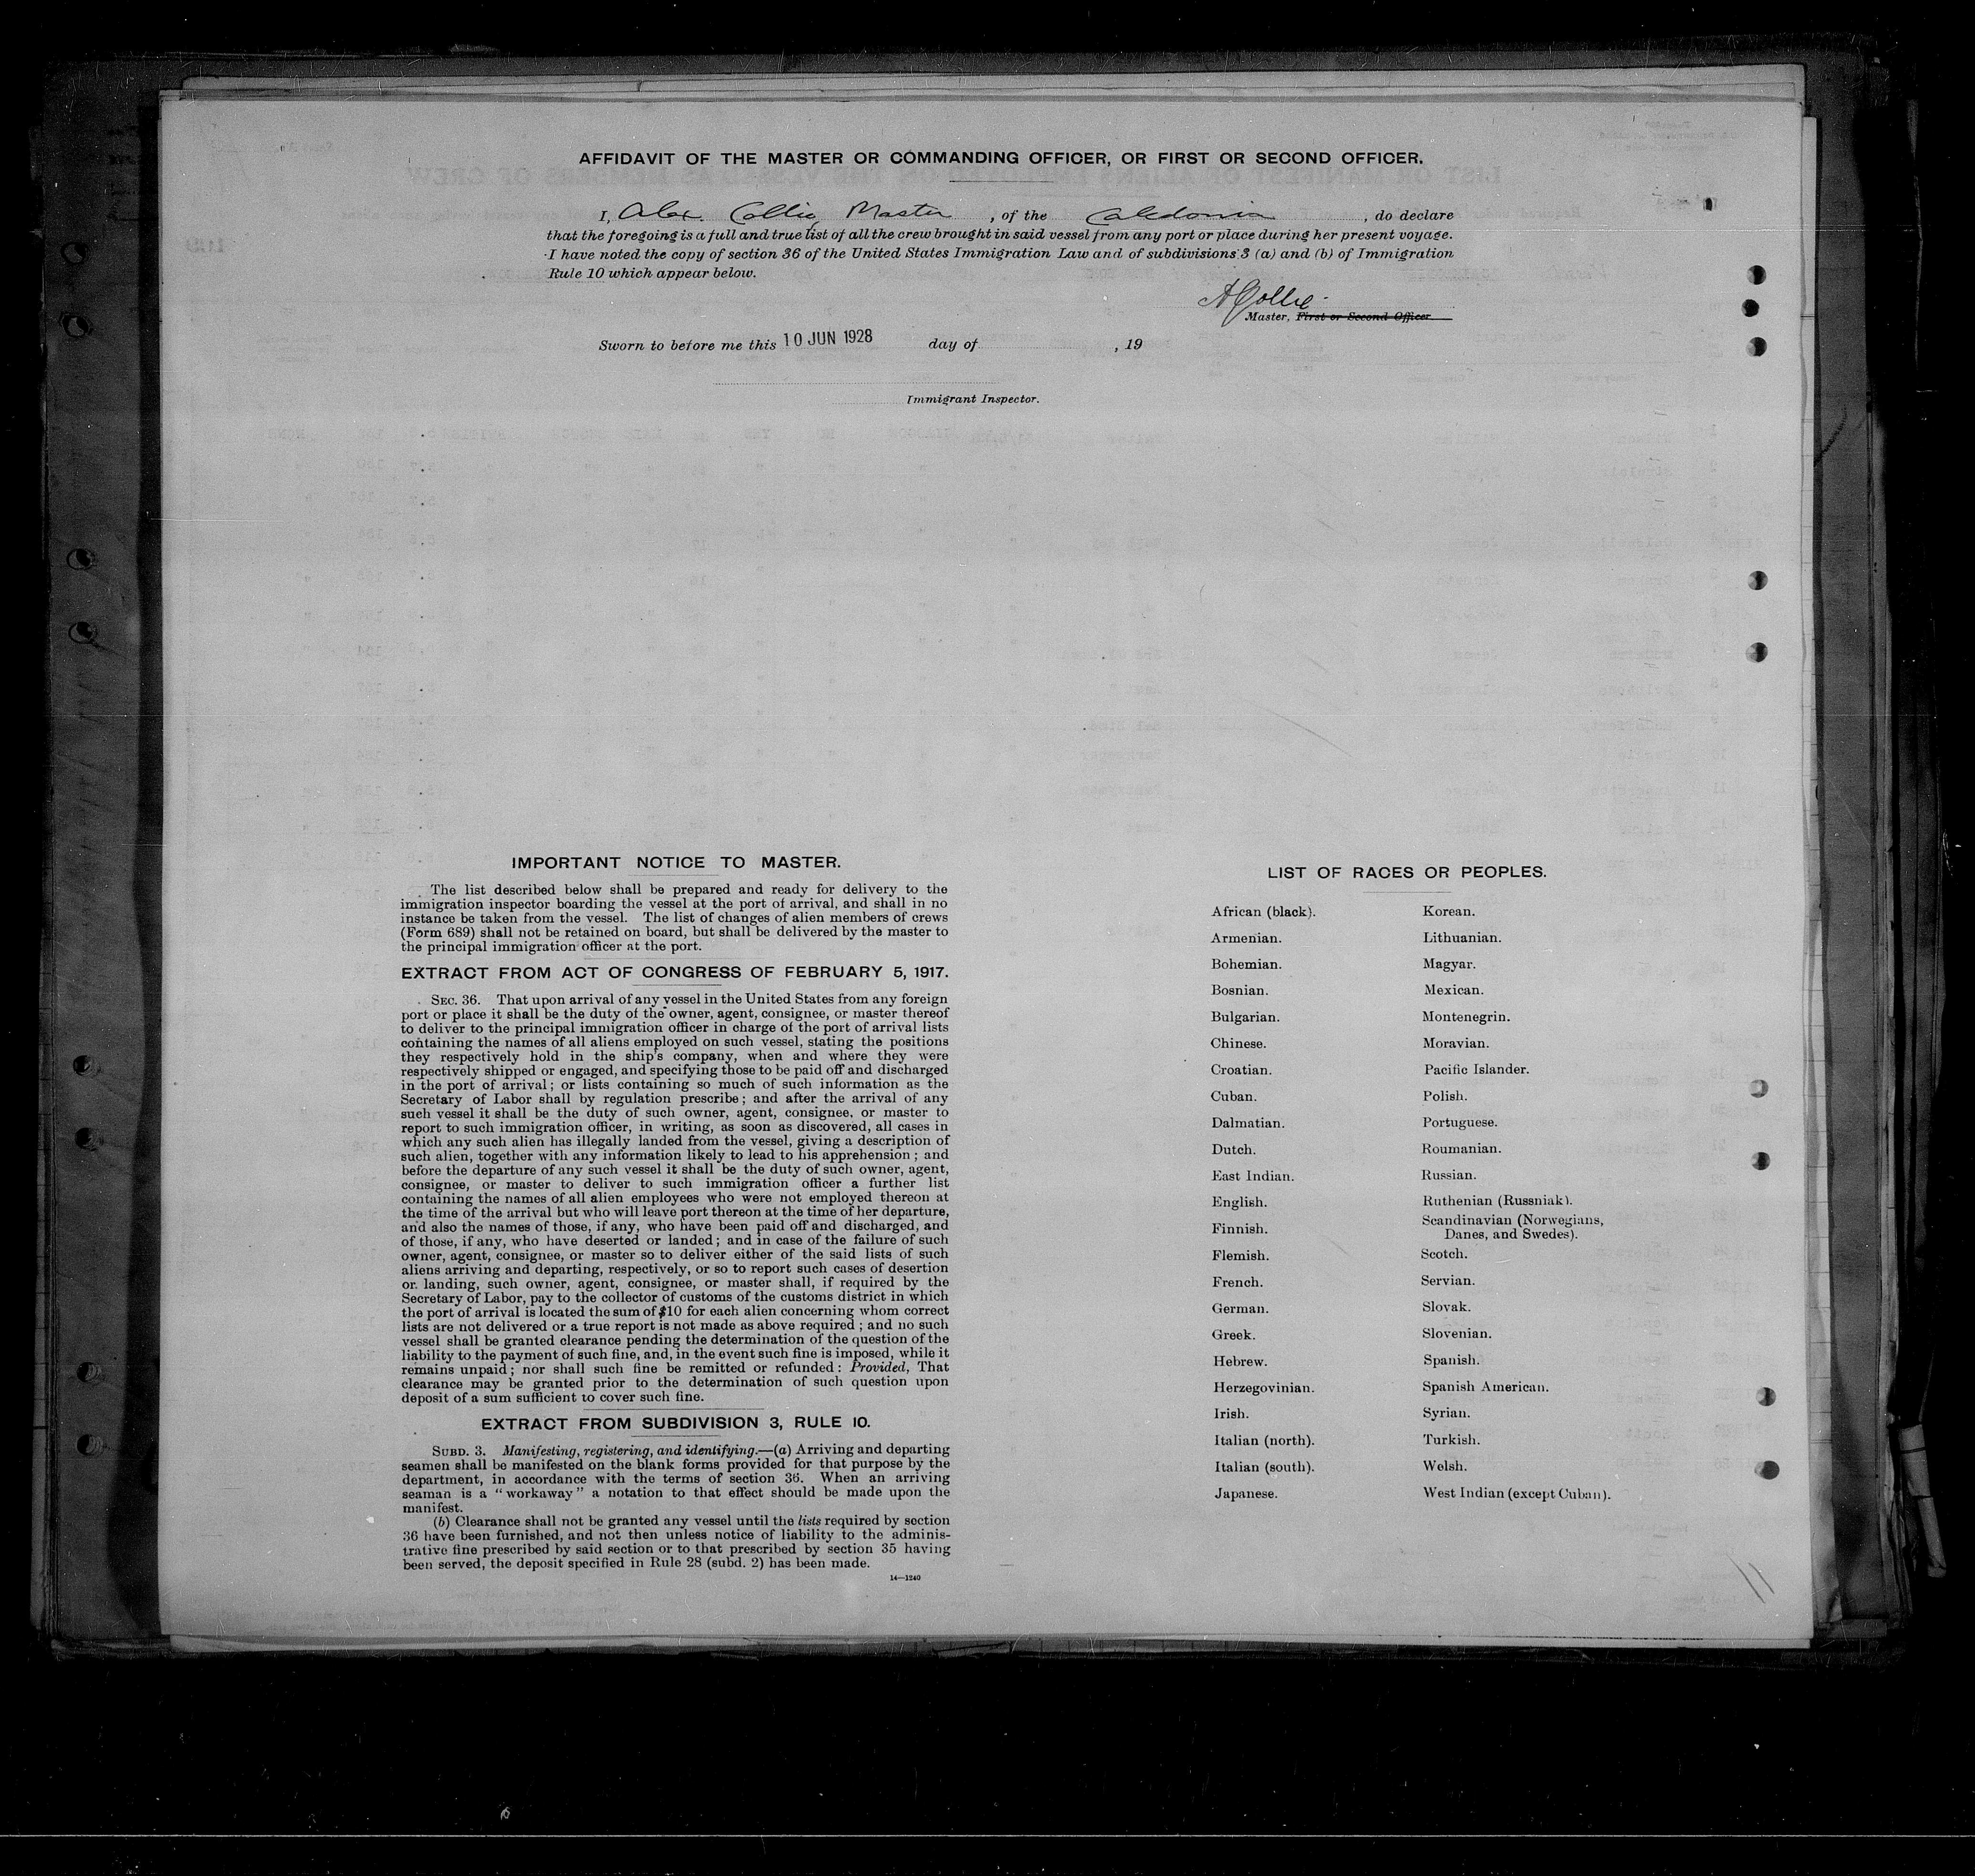 AFFIDAVIT OF THE MASTER OR COMMANDING OFFICER, OR FIRST OR SECOND OFFICER.
I, Alex. Collie, Master , of the Caledonia , do declare
that the foregoing is a full and true list of all the crew brought in said vessel from any port or place during her present voyage.
I have noted the copy of section 36 of the United States Immigration Law and of subdivisions 3 (a) and (b) of Immigration
Rule 10 which appear below.
A Collie.
Master, First or Second Officer
Sworn to before me this 10 JUN 1928 day of , 19
Immigrant Inspector.
IMPORTANT NOTICE TO MASTER.
The list described below shall be prepared and ready for delivery to the
immigration inspector boarding the vessel at the port of arrival, and shall in no
instance be taken from the vessel. The list of changes of alien members of crews
(Form 689) shall not be retained on board, but shall be delivered by the master to
the principal immigration officer at the port.
EXTRACT FROM ACT OF CONGRESS OF FEBRUARY 5, 1917.
SEC. 36. That upon arrival of any vessel in the United States from any foreign
port or place it shall be the duty of the owner, agent, consignee, or master thereof
to deliver to the principal immigration officer in charge of the port of arrival lists
containing the names of all aliens employed on such vessel, stating the positions
they respectively hold in the ship's company, when and where they were
respectively shipped or engaged, and specifying those to be paid off and discharged
in the port of arrival; or lists containing so much of such information as the
Secretary of Labor shall by regulation prescribe; and after the arrival of any
such vessel it shall be the duty of such owner, agent, consignee, or master to
report to such immigration officer, in writing, as soon as discovered, all cases in
which any such alien has illegally landed from the vessel, giving a description of
such alien, together with any information likely to lead to his apprehension; and
before the departure of any such vessel it shall be the duty of such owner, agent,
consignee, or master to deliver to such immigration officer a further list
containing the names of all alien employees who were not employed thereon at
the time of the arrival but who will leave port thereon at the time of her departure,
and also the names of those, if any, who have been paid off and discharged, and
of those, if any, who have deserted or landed; and in case of the failure of such
owner, agent, consignee, or master so to deliver either of the said lists of such
aliens arriving and departing, respectively, or so to report such cases of desertion
or landing, such owner, agent, consignee, or master shall, if required by the
Secretary of Labor, pay to the collector of customs of the customs district in which
the port of arrival is located the sum of $10 for each alien concerning whom correct
lists are not delivered or a true report is not made as above required; and no such
vessel shall be granted clearance pending the determination of the question of the
liability to the payment of such fine, and, in the event such fine is imposed, while it
remains unpaid; nor shall such fine be remitted or refunded: Provided, That
clearance may be granted prior to the determination of such question upon
deposit of a sum sufficient to cover such fine.
EXTRACT FROM SUBDIVISION 3, RULE 10.
SUBD. 3. Manifesting, registering, and identifying.—(a) Arriving and departing
seamen shall be manifested on the blank forms provided for that purpose by the
department, in accordance with the terms of section 36. When an arriving
seaman is a "workaway" a notation to that effect should be made upon the
manifest.
(b) Clearance shall not be granted any vessel until the lists required by section
36 have been furnished, and not then unless notice of liability to the adminis-
trative fine prescribed by said section or to that prescribed by section 35 having
been served, the deposit specified in Rule 28 (subd. 2) has been made.
14—1240
LIST OF RACES OR PEOPLES.
African (black).
Armenian.
Bohemian.
Bosnian.
Bulgarian.
Chinese.
Croatian.
Cuban.
Dalmatian.
Dutch.
East Indian.
English.
Finnish.
Flemish.
French.
German.
Greek.
Hebrew.
Herzegovinian.
Irish.
Italian (north).
Italian (south).
Japanese.
Korean.
Lithuanian.
Magyar.
Mexican.
Montenegrin.
Moravian.
Pacific Islander.
Polish.
Portuguese.
Roumanian.
Russian.
Ruthenian (Russniak).
Scandinavian (Norwegians,
Danes, and Swedes).
Scotch.
Servian.
Slovak.
Slovenian.
Spanish.
Spanish American.
Syrian.
Turkish.
Welsh.
West Indian (except Cuban).